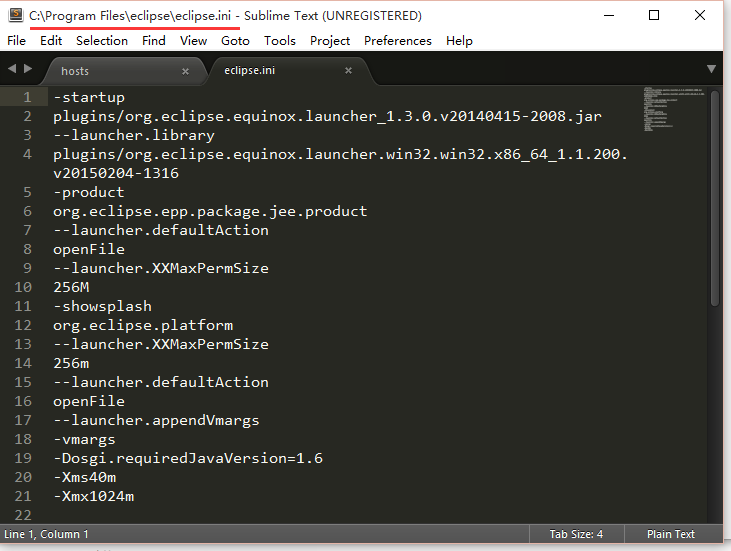 C:\Program Files\eclipse\eclipse.ini - Sublime Text (UNREGISTERED)
File Edit Selection Find View Goto Tools Project Preferences Help
hosts × eclipse.ini ×
1 -startup
2 plugins/org.eclipse.equinox.launcher_1.3.0.v20140415-2008.jar
3 --launcher.library
4 plugins/org.eclipse.equinox.launcher.win32.win32.x86_64_1.1.200.
v20150204-1316
5 -product
6 org.eclipse.epp.package.jee.product
7 --launcher.defaultAction
8 openFile
9 --launcher.XXMaxPermSize
10 256M
11 -showsplash
12 org.eclipse.platform
13 --launcher.XXMaxPermSize
14 256m
15 --launcher.defaultAction
16 openFile
17 --launcher.appendVmargs
18 -vmargs
19 -Dosgi.requiredJavaVersion=1.6
20 -Xms40m
21 -Xmx1024m
22
Line 1, Column 1 Tab Size: 4 Plain Text